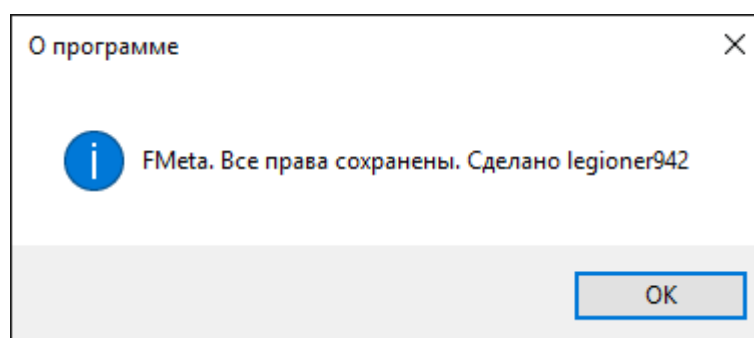 О программе
FMeta. Все права сохранены. Сделано legioner942
OK